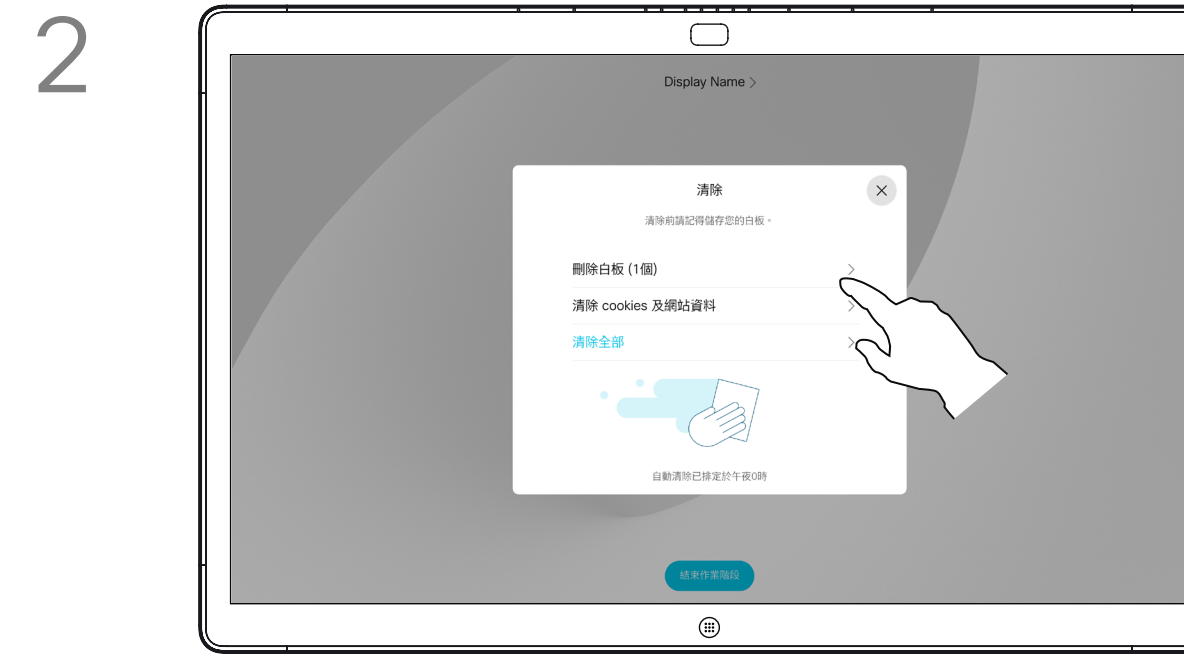 2
Display Name >
清除
清除前請記得儲存您的白板。
刪除白板 (1個)
清除 cookies 及網站資料
清除全部
自動清除已排定於午夜0時
結束作業階段